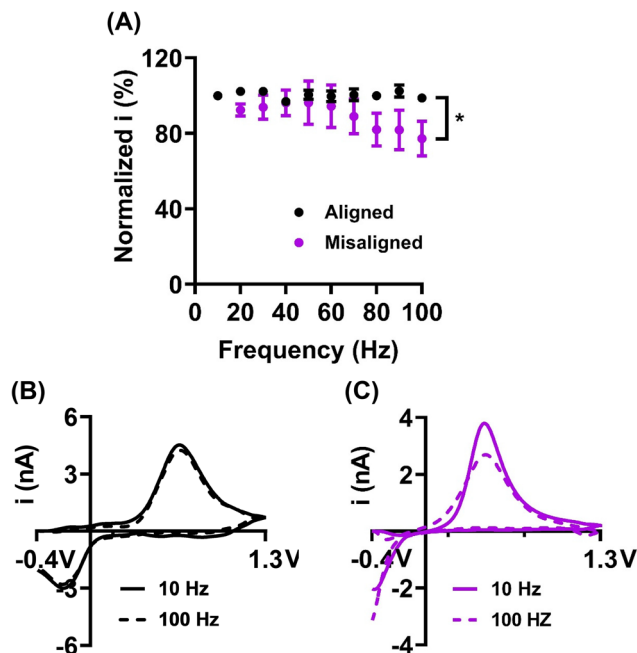 (A)
Normalized i (%)
120
80
40
0
*
Aligned
Misaligned
0 20 40 60 80 100
Frequency (Hz)
(B)
i (nA)
6
3
-3
-6
-0.4V
1.3V
10 Hz
100 Hz
(C)
i (nA)
4
2
-2
-4
-0.4V
1.3V
10 Hz
100 HZ